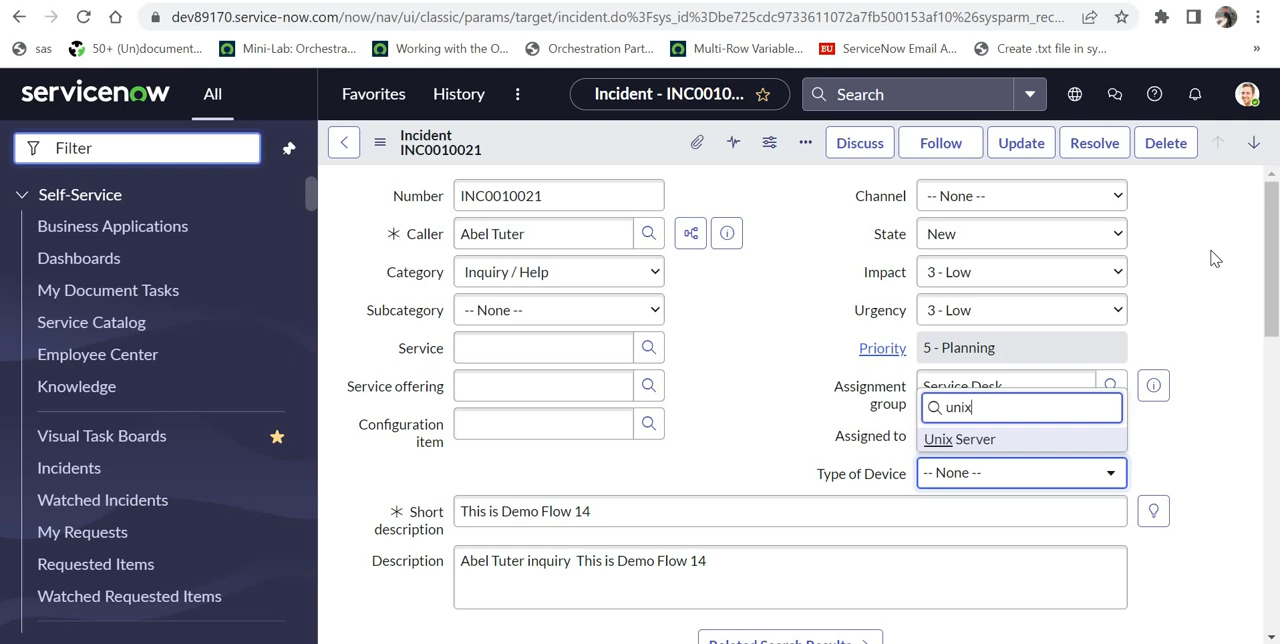 dev89170.service-now.com/now/nav/ui/classic/params/target/incident.do%3Fsys_id%3Dbe725cdc9733611072a7fb500153af10%26sysparm_rec...
sas
50+ (Un)document...
Mini-Lab: Orchestra...
Working with the O...
Orchestration Part...
Multi-Row Variable...
BU
ServiceNow Email A...
Create .txt file in sy...
»
servicenow
All
Favorites
History
Incident - INC0010...
Search
Filter
Incident
INC0010021
Discuss
Follow
Update
Resolve
Delete
Self-Service
Business Applications
Dashboards
My Document Tasks
Service Catalog
Employee Center
Knowledge
Visual Task Boards
Incidents
Watched Incidents
My Requests
Requested Items
Watched Requested Items
Number INC0010021
Caller Abel Tuter
Category Inquiry / Help
Subcategory -- None --
Service
Service offering
Configuration
item
Channel -- None --
State New
Impact 3 - Low
Urgency 3 - Low
Priority 5 - Planning
Assignment
group
Service Desk
unix
Unix Server
Assigned to
Type of Device -- None --
Short
description
This is Demo Flow 14
Description Abel Tuter inquiry  This is Demo Flow 14
Related Search Results